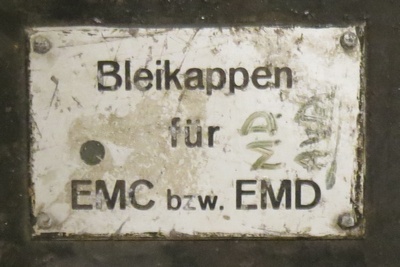 Bleikappen
für
EMC bzw. EMD
M.D.